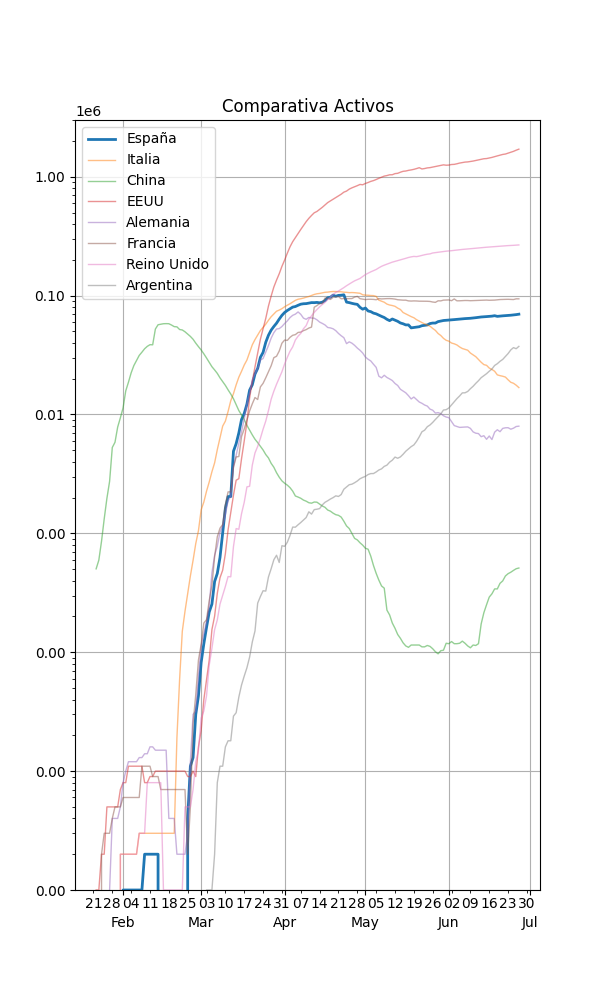 Comparativa Activos
1e6
España
Italia
China
EEUU
Alemania
Francia
Reino Unido
Argentina
1.00
0.10
0.01
0.00
0.00
0.00
0.00
21 28 04 11 18 25 03 10 17 24 31 07 14 21 28 05 12 19 26 02 09 16 23 30
Feb Mar Apr May Jun Jul